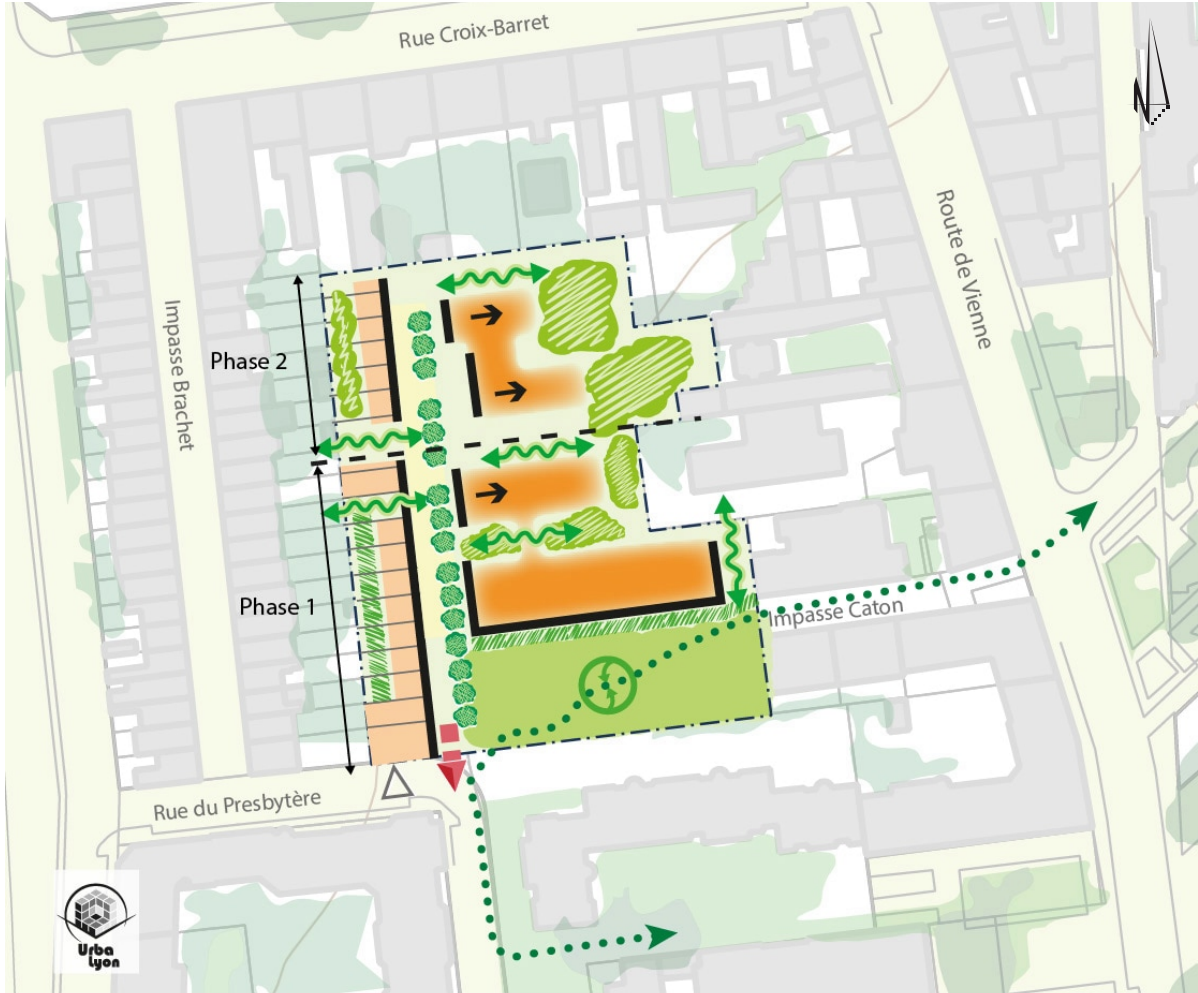 Rue Croix-Barret
Route de Vienne
Impasse Brachet
Phase 2
Phase 1
Impasse Caton
Rue du Presbytère
N
Urba
Lyon